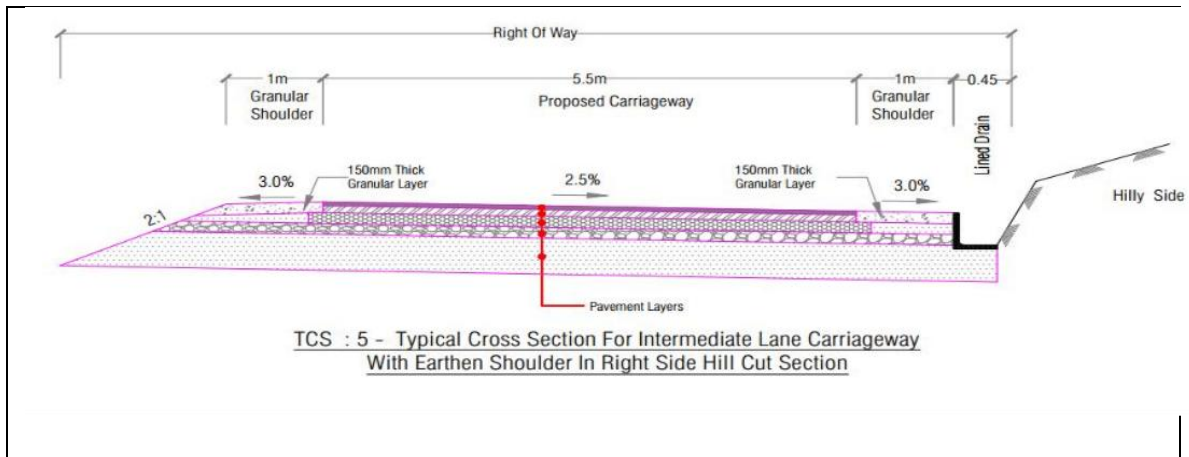 Right Of Way
1m
Granular
Shoulder
5.5m
Proposed Carriageway
1m
Granular
Shoulder
0.45
Lined Drain
150mm Thick
Granular Layer
3.0%
2.5%
150mm Thick
Granular Layer
3.0%
Hilly Side
2:1
Pavement Layers
TCS : 5 - Typical Cross Section For Intermediate Lane Carriageway
With Earthen Shoulder In Right Side Hill Cut Section